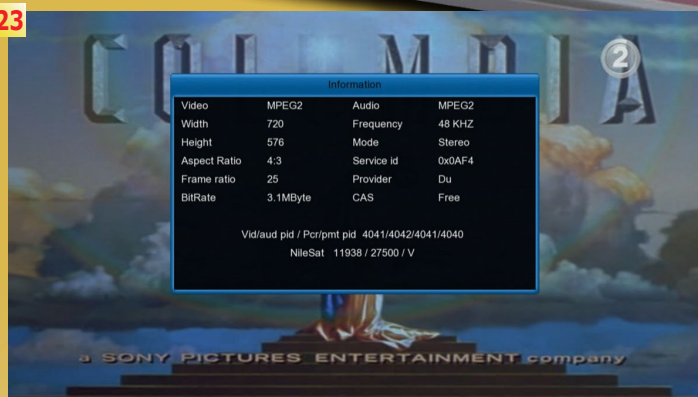 23
COLUMBIA
2
Information
Video MPEG2 Audio MPEG2
Width 720 Frequency 48 KHZ
Height 576 Mode Stereo
Aspect Ratio 4:3 Service id 0x0AF4
Frame ratio 25 Provider Du
BitRate 3.1MByte CAS Free
Vid/aud pid / Pcr/pmt pid 4041/4042/4041/4040
NileSat 11938 / 27500 / V
a SONY PICTURES ENTERTAINMENT company